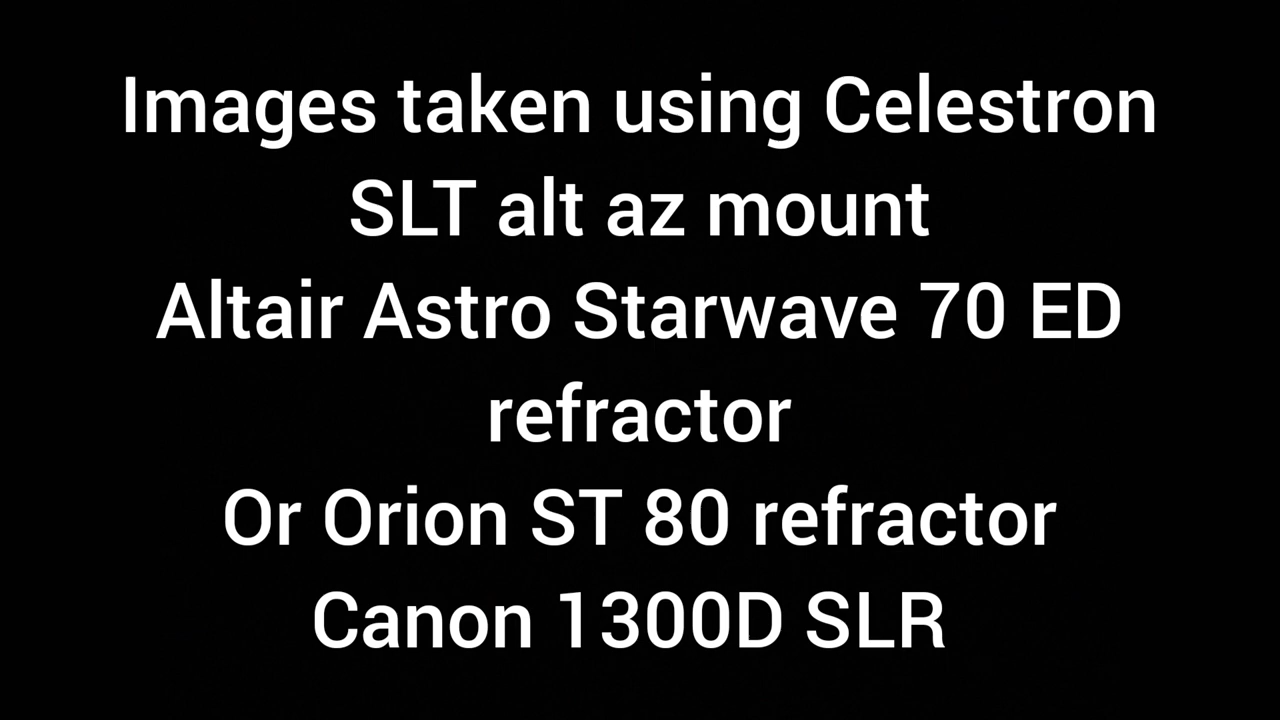 Images taken using Celestron
SLT alt az mount
Altair Astro Starwave 70 ED
refractor
Or Orion ST 80 refractor
Canon 1300D SLR